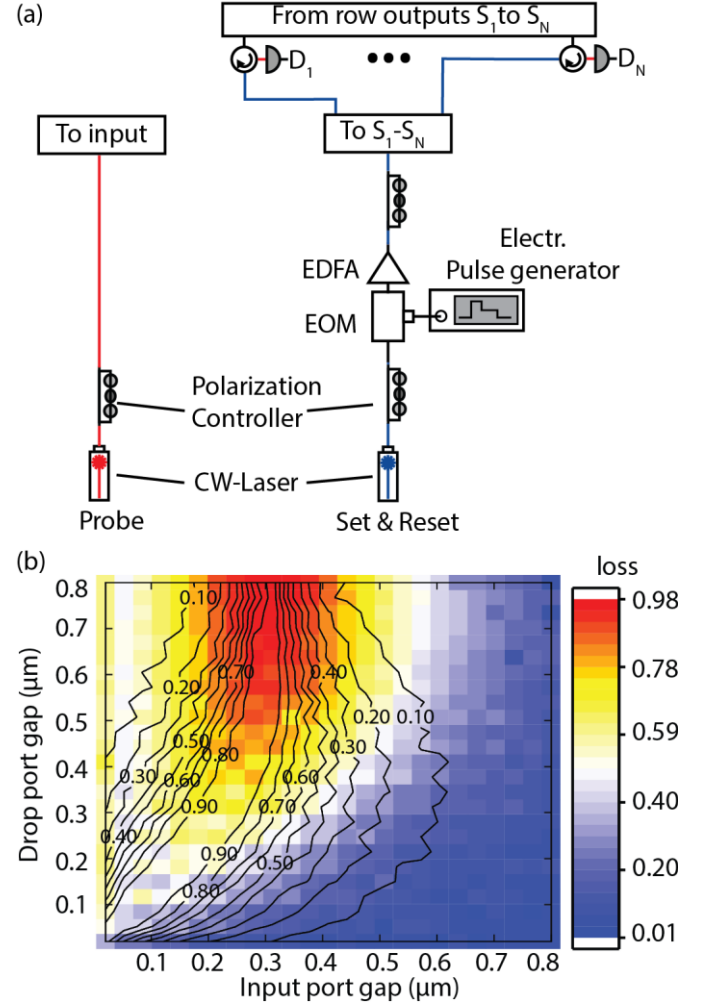 (a)
From row outputs S1 to SN
D1
DN
To input
To S1-SN
Electr.
Pulse generator
EDFA
EOM
Polarization
Controller
CW-Laser
Probe
Set & Reset
(b)
loss
0.8
0.7
0.6
0.5
0.4
0.3
0.2
0.1
Drop port gap (μm)
0.10
0.20
0.70
0.40
0.50
0.80
0.20
0.10
0.30
0.60
0.90
0.30
0.60
0.70
0.40
0.90
0.50
0.80
0.98
0.78
0.59
0.40
0.20
0.01
0.1
0.2
0.3
0.4
0.5
0.6
0.7
0.8
Input port gap (μm)